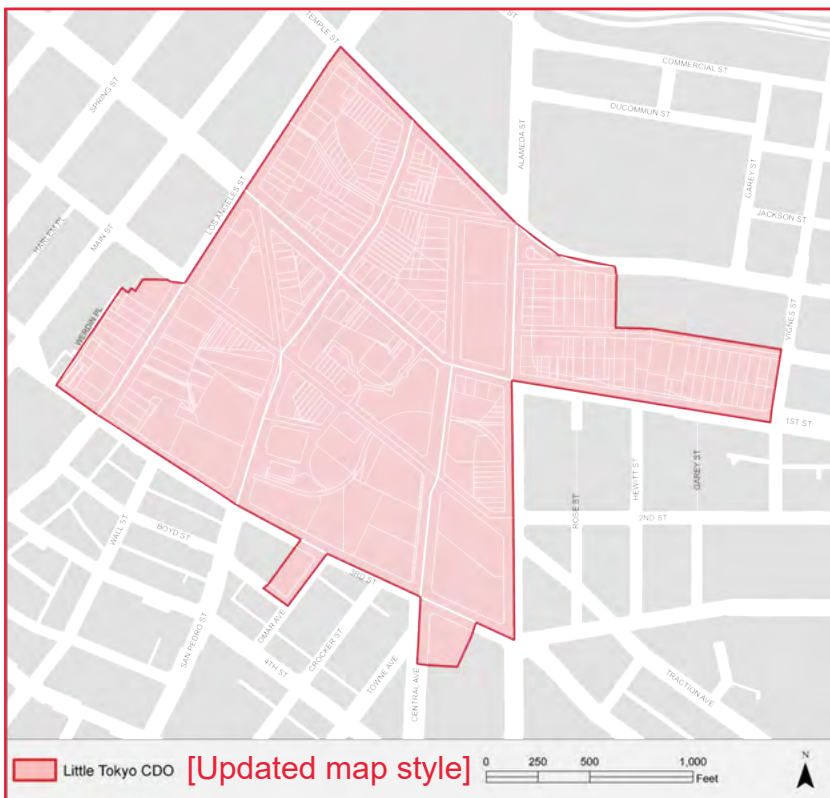 TEMPLE ST
ST
COMMERCIAL ST
SPRING ST
DUCOMMUN ST
ALAMEDA ST
GAREY ST
LOS ANGELES ST
JACKSON ST
MAIN ST
VIGNES ST
WERDIN PL
1ST ST
GAREY ST
HEWITT ST
ROSE ST
2ND ST
WALL ST
BOYD ST
3RD ST
OMAR AVE
SAN PEDRO ST
CROCKER ST
4TH ST
TOWNE AVE
CENTRAL AVE
TRACTION AVE
Little Tokyo CDO [Updated map style] 0 250 500 1,000
Feet
N